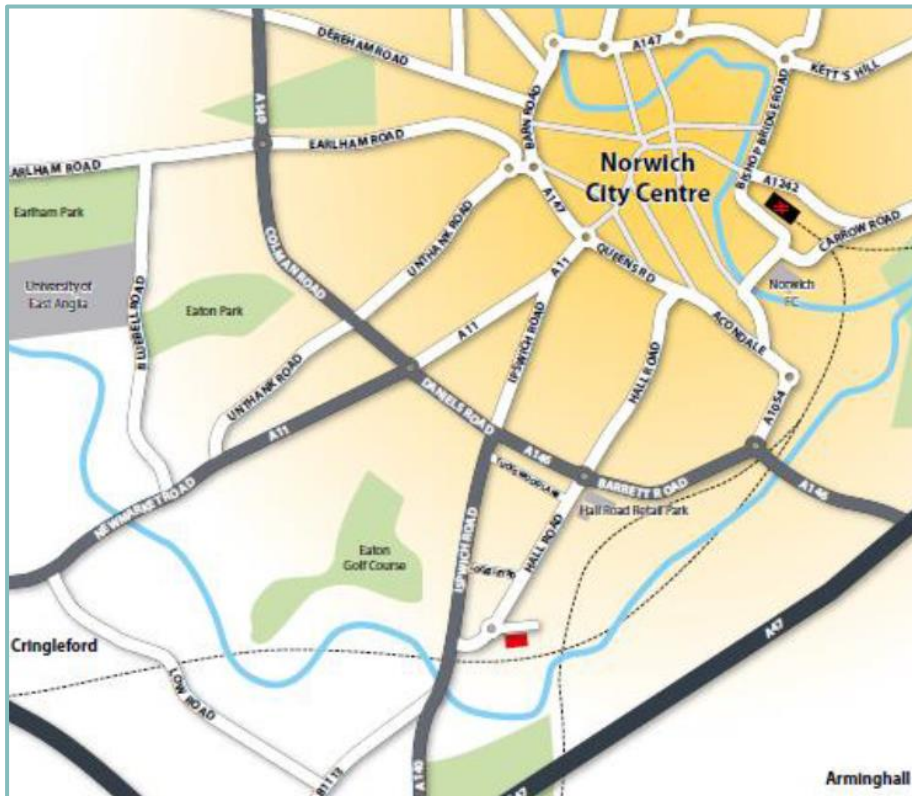 DEREHAM ROAD
A147
KETT'S HILL
A140
BARN ROAD
BISHOP BRIDGE ROAD
EARLHAM ROAD
EARLHAM ROAD
Norwich
City Centre
A1242
Earlham Park
A147
UNTHANK ROAD
CARROW ROAD
COLMAN ROAD
QUEENS RD
A11
University of
East Anglia
Norwich
FC
Eaton Park
BLUEBELL ROAD
ACONDALE
IPSWICH ROAD
A11
HALL ROAD
UNTHANK ROAD
DANIELS ROAD
A1054
A11
A146
BARRETT ROAD
A146
NEWMARKET ROAD
Hall Road Retail Park
IPSWICH ROAD
HALL ROAD
Eaton
Golf Course
A47
Cringleford
LOW ROAD
A140
B1113
A47
Arminghall